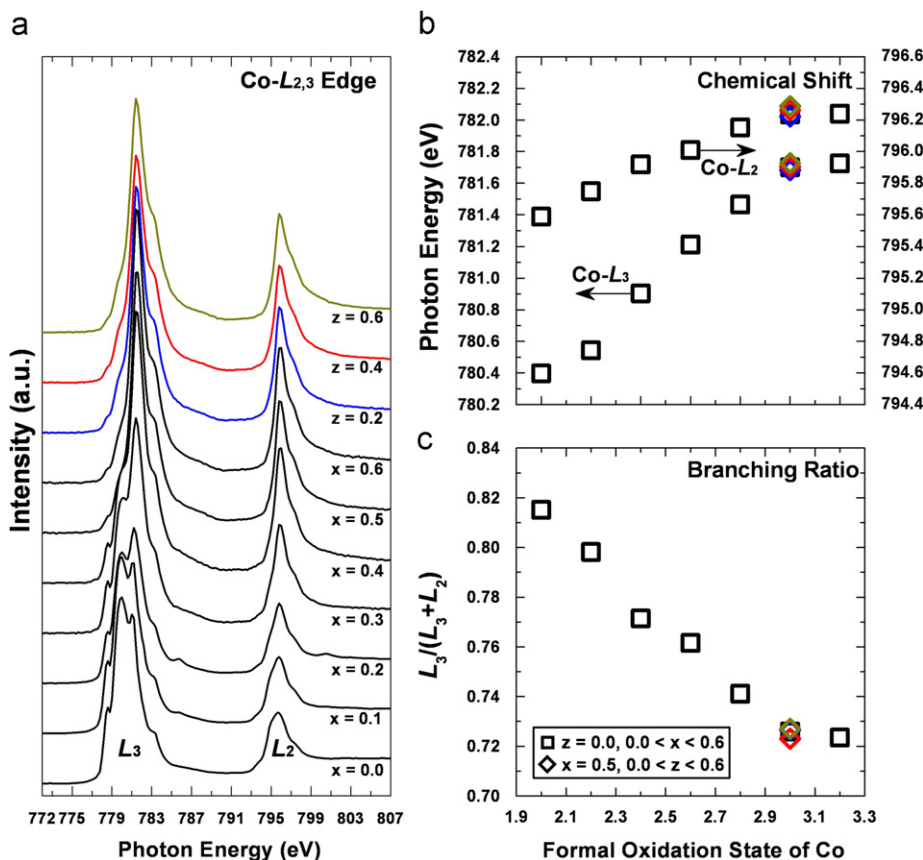 a
Co-L2,3 Edge
Intensity (a.u.)
z = 0.6
z = 0.4
z = 0.2
x = 0.6
x = 0.5
x = 0.4
x = 0.3
x = 0.2
x = 0.1
x = 0.0
L3
L2
772 775 779 783 787 791 795 799 803 807
Photon Energy (eV)
b
Chemical Shift
Photon Energy (eV)
782.4
782.2
782.0
781.8
781.6
781.4
781.2
781.0
780.8
780.6
780.4
780.2
796.6
796.4
796.2
796.0
795.8
795.6
795.4
795.2
795.0
794.8
794.6
794.4
Co-L2
Co-L3
c
Branching Ratio
L3/(L3+L2)
0.84
0.82
0.80
0.78
0.76
0.74
0.72
0.70
z = 0.0, 0.0 < x < 0.6
x = 0.5, 0.0 < z < 0.6
1.9 2.1 2.3 2.5 2.7 2.9 3.1 3.3
Formal Oxidation State of Co